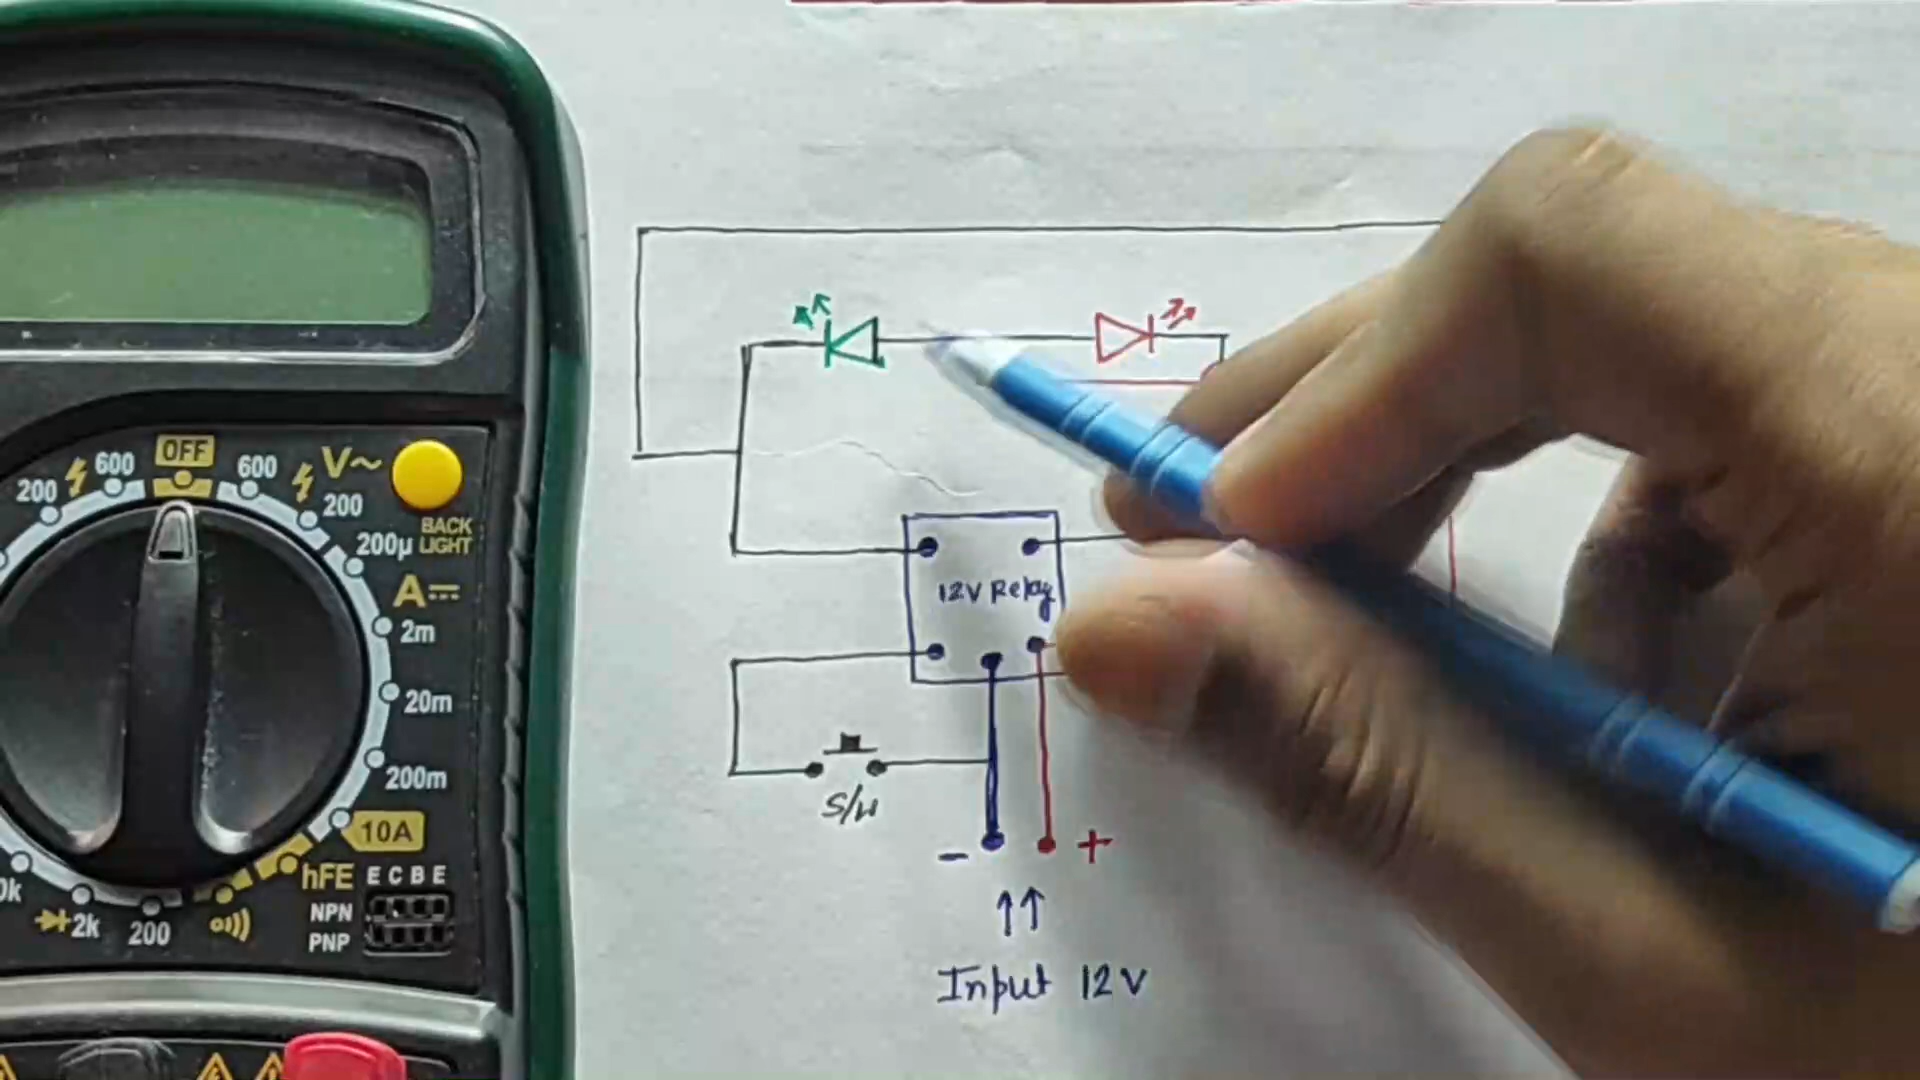 OFF
600
600
V~
200
200
BACK
LIGHT
200µ
A
2m
20m
200m
10A
hFE
E C B E
NPN
PNP
0k
2k
200
12V Relay
S/W
-
+
Input 12V